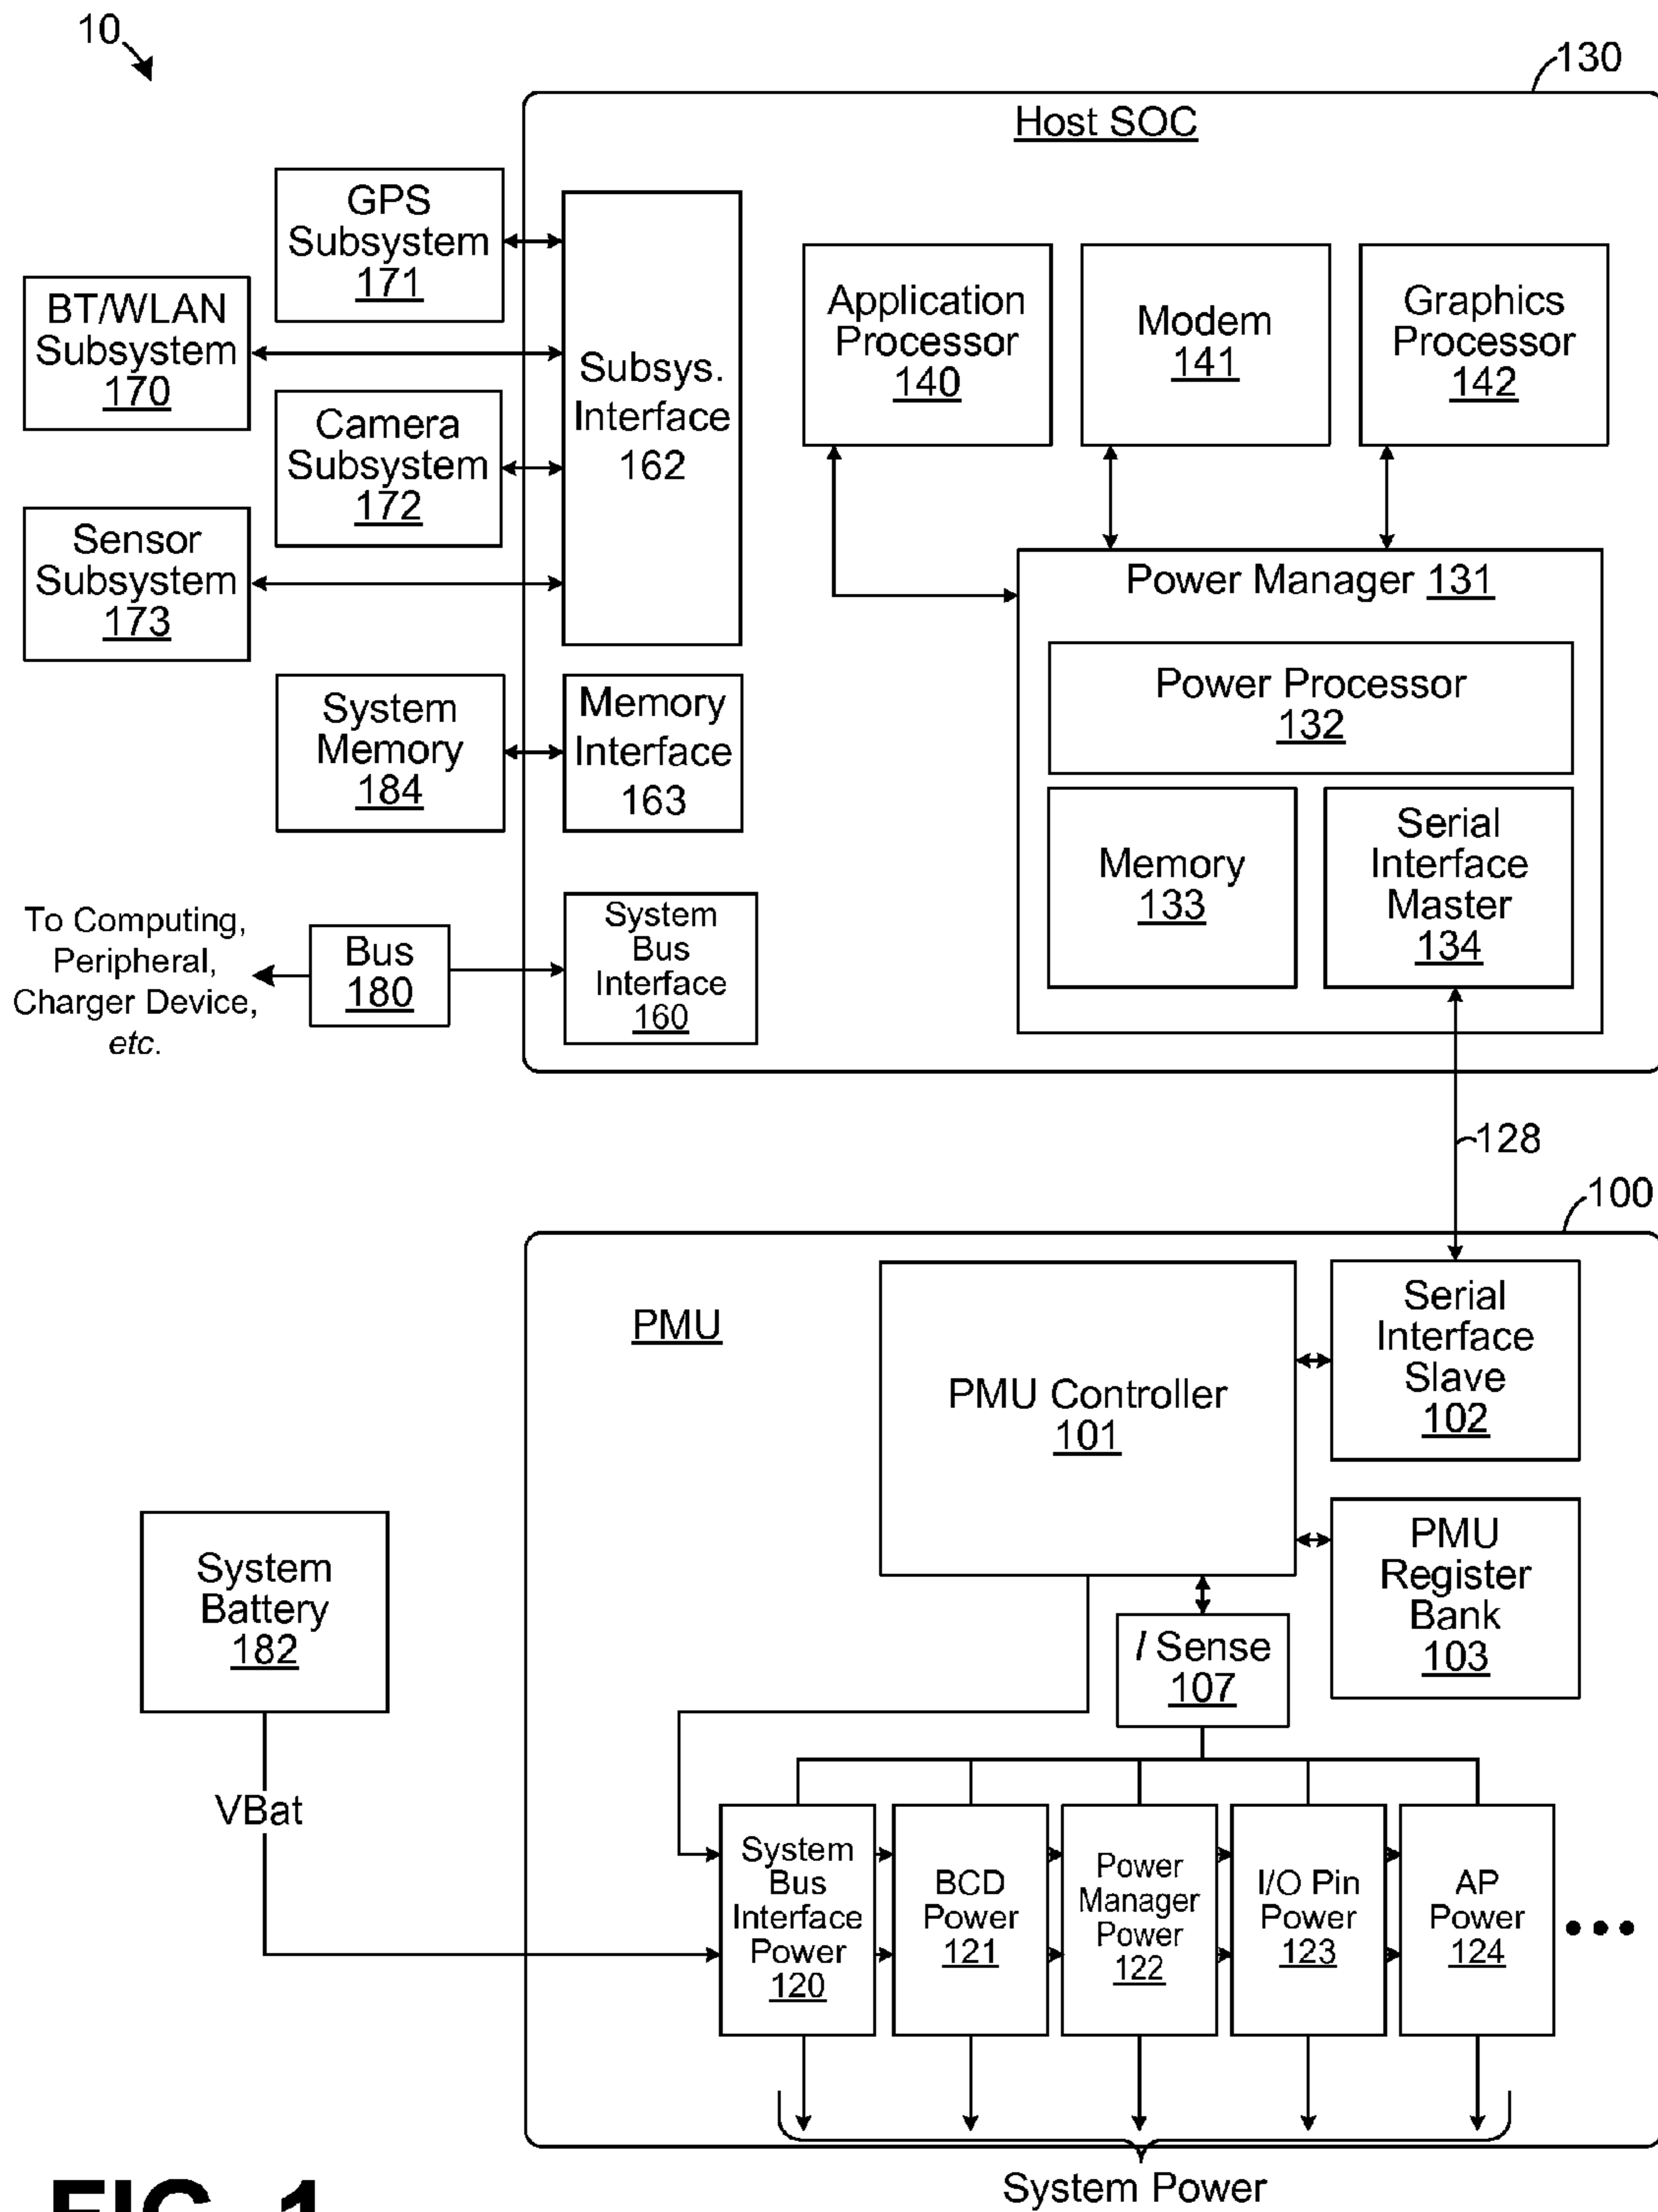 10
130
Host SOC
GPS
Subsystem
171
BT/WLAN
Subsystem
170
Camera
Subsystem
172
Sensor
Subsystem
173
Subsys.
Interface
162
Application
Processor
140
Modem
141
Graphics
Processor
142
Power Manager 131
Power Processor
132
Memory
133
Serial
Interface
Master
134
System
Memory
184
Memory
Interface
163
To Computing,
Peripheral,
Charger Device,
etc.
Bus
180
System
Bus
Interface
160
128
100
PMU
PMU Controller
101
Serial
Interface
Slave
102
PMU
Register
Bank
103
I Sense
107
System
Battery
182
VBat
System
Bus
Interface
Power
120
BCD
Power
121
Power
Manager
Power
122
I/O Pin
Power
123
AP
Power
124
System Power
FIG. 1